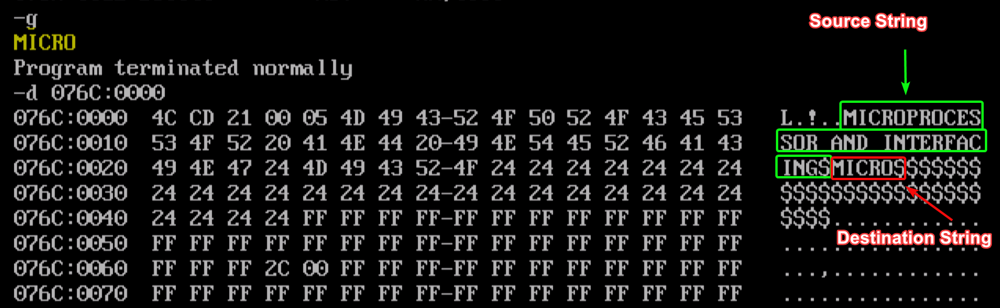 -g
Source String
MICRO
Program terminated normally
-d 076C:0000
076C:0000  4C CD 21 00 05 4D 49 43-52 4F 50 52 4F 43 45 53   L.!..MICROPROCES
076C:0010  53 4F 52 20 41 4E 44 20-49 4E 54 45 52 46 41 43   SOR AND INTERFAC
076C:0020  49 4E 47 24 4D 49 43 52-4F 24 24 24 24 24 24 24   ING$MICRO$$$$$$$
076C:0030  24 24 24 24 24 24 24 24-24 24 24 24 24 24 24 24   $$$$$$$$$$$$$$$$
076C:0040  24 24 24 24 FF FF FF FF-FF FF FF FF FF FF FF FF   $$$$............
Destination String
076C:0050  FF FF FF FF FF FF FF FF-FF FF FF FF FF FF FF FF   ................
076C:0060  FF FF FF 2C 00 FF FF FF-FF FF FF FF FF FF FF FF   ...,............
076C:0070  FF FF FF FF FF FF FF FF-FF FF FF FF FF FF FF FF   ................